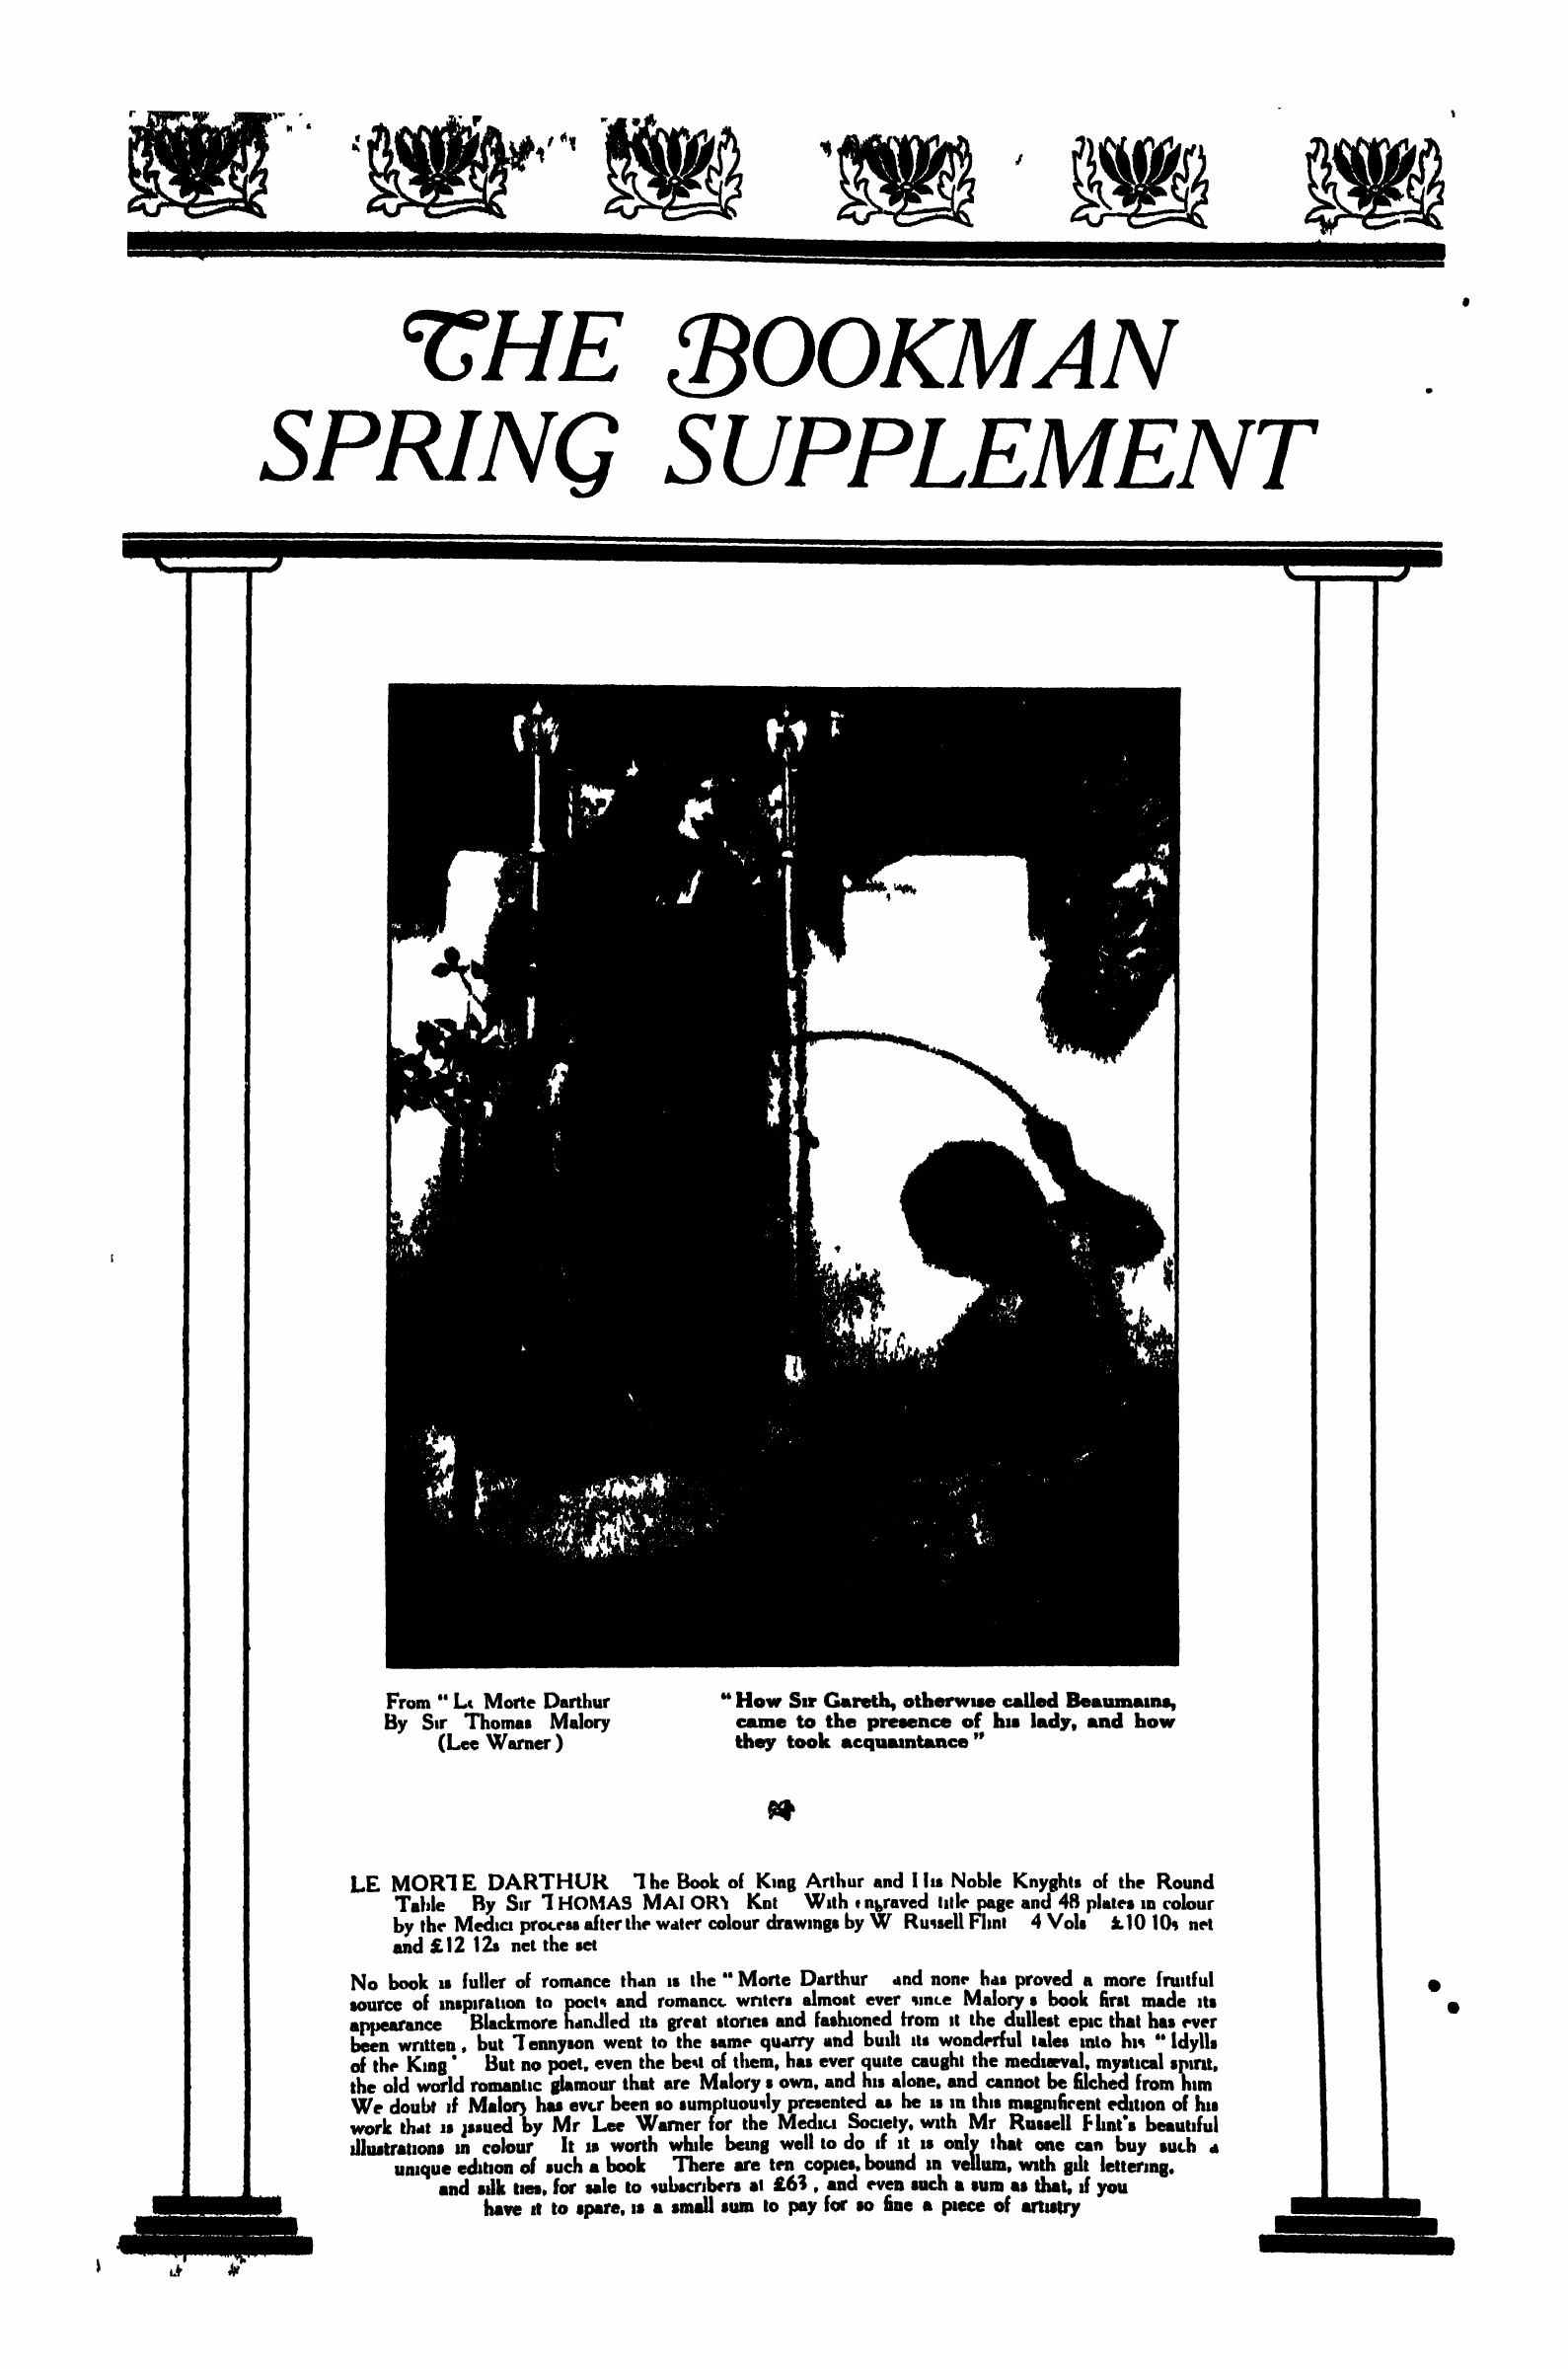 THE BOOKMAN
SPRING SUPPLEMENT
From "Le Morte Darthur
By Sir Thomas Malory
(Lee Warner)
"How Sir Gareth, otherwise called Beaumains,
came to the presence of his lady, and how
they took acquaintance"
LE MORTE DARTHUR The Book of King Arthur and His Noble Knyghts of the Round
Table By Sir THOMAS MALORY Knt With engraved title page and 48 plates in colour
by the Medici process after the water colour drawings by W Russell Flint 4 Vols £10 10s net
and £12 12s net the set
No book is fuller of romance than is the "Morte Darthur and none has proved a more fruitful
source of inspiration to poets and romance writers almost ever since Malory s book first made its
appearance Blackmore handled its great stories and fashioned from it the dullest epic that has ever
been written, but Tennyson went to the same quarry and built its wonderful tales into his "Idylls
of the King" But no poet, even the best of them, has ever quite caught the mediæval, mystical spirit,
the old world romantic glamour that are Malory s own, and his alone, and cannot be filched from him
We doubt if Malory has ever been so sumptuously presented as he is in this magnificent edition of his
work that is issued by Mr Lee Warner for the Medici Society, with Mr Russell Flint's beautiful
illustrations in colour It is worth while being well to do if it is only that one can buy such a
unique edition of such a book There are ten copies, bound in vellum, with gilt lettering,
and silk ties, for sale to subscribers at £63, and even such a sum as that, if you
have it to spare, is a small sum to pay for so fine a piece of artistry